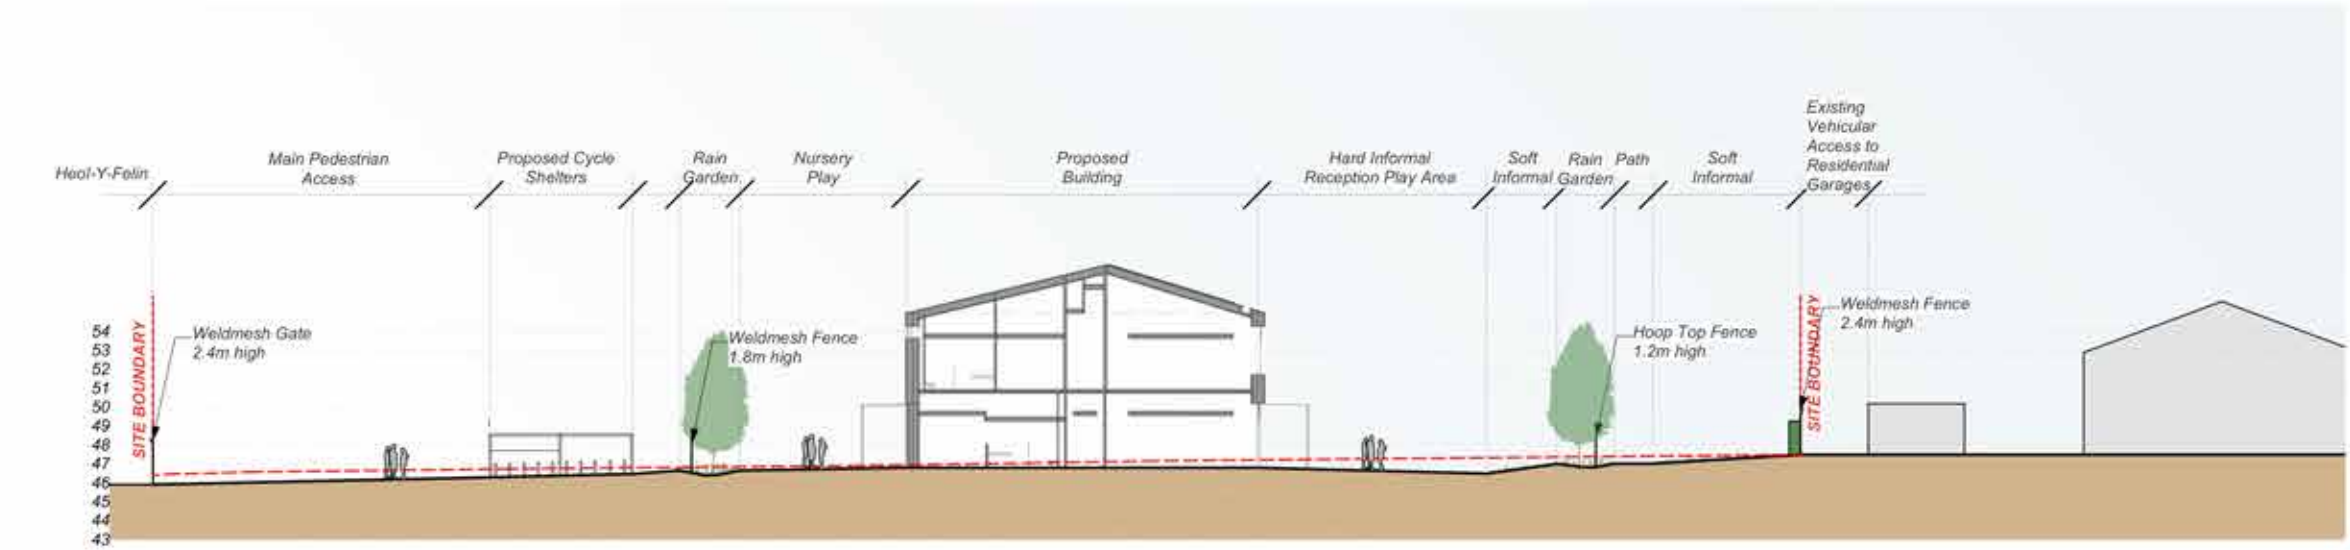 Heol-Y-Felin
Main Pedestrian
Access
Proposed Cycle
Shelters
Rain
Garden
Nursery
Play
Proposed
Building
Hard Informal
Reception Play Area
Soft
Informal
Rain
Garden
Path
Soft
Informal
Existing
Vehicular
Access to
Residential
Garages
SITE BOUNDARY
Weldmesh Gate
2.4m high
Weldmesh Fence
1.8m high
Hoop Top Fence
1.2m high
SITE BOUNDARY
Weldmesh Fence
2.4m high
54
53
52
51
50
49
48
47
46
45
44
43